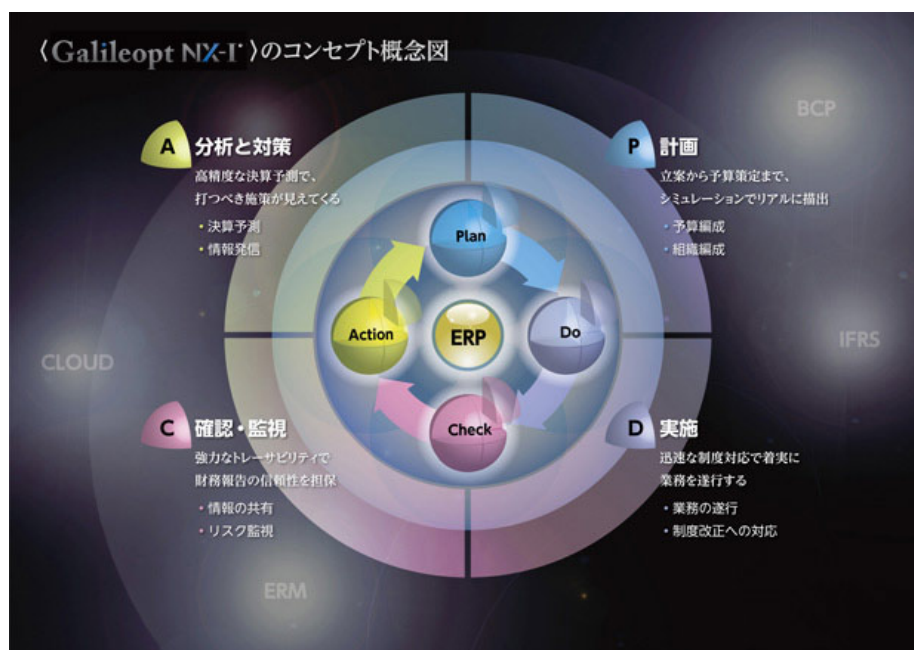 〈Galileopt NX-I〉のコンセプト概念図
BCP
A 分析と対策
高精度な決算予測で、
打つべき施策が見えてくる
・決算予測
・情報発信
P 計画
立案から予算策定まで、
シミュレーションでリアルに描出
・予算編成
・組織編成
Plan
Action
ERP
Do
Check
CLOUD
IFRS
C 確認・監視
強力なトレーサビリティで
財務報告の信頼性を担保
・情報の共有
・リスク監視
D 実施
迅速な制度対応で着実に
業務を遂行する
・業務の遂行
・制度改正への対応
ERM